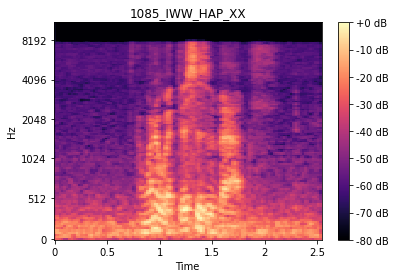 1085_IWW_HAP_XX
+0 dB
8192
-10 dB
4096
-20 dB
-30 dB
2048
Hz
-40 dB
1024
-50 dB
512
-60 dB
-70 dB
0
-80 dB
0 0.5 1 1.5 2 2.5
Time